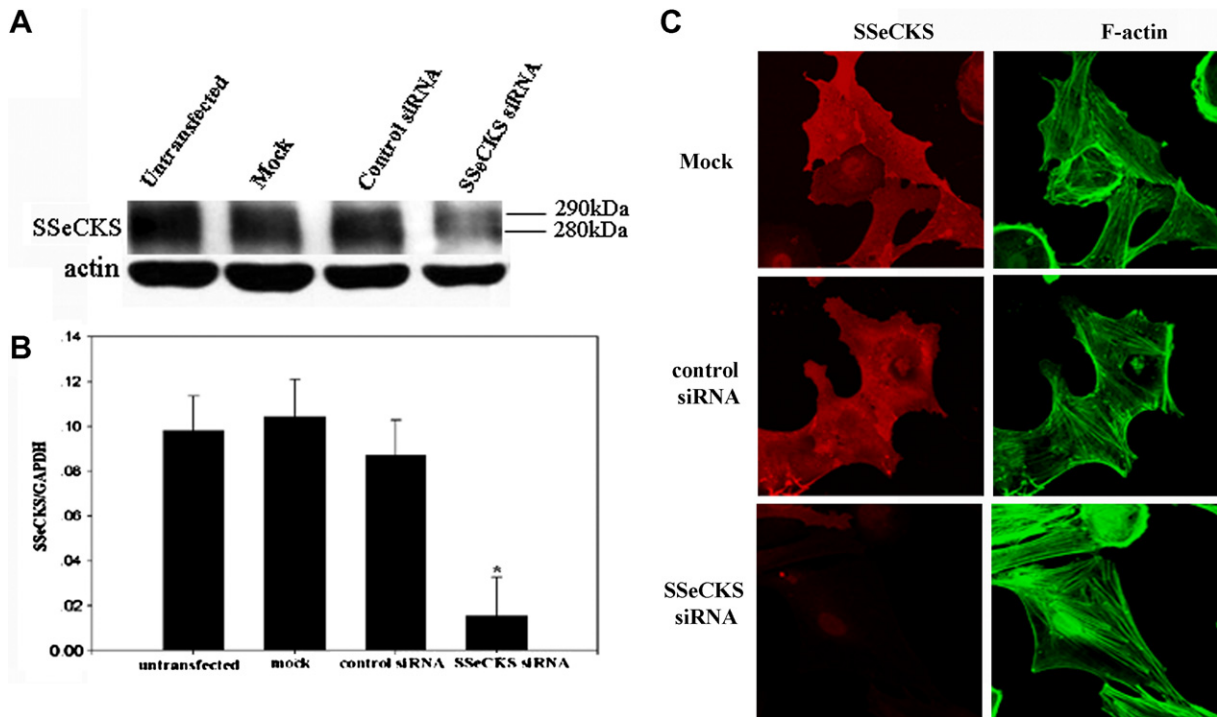 A
Untransfected
Mock
Control siRNA
SSeCKS siRNA
SSeCKS
290kDa
280kDa
actin
B
.14
.12
.10
.08
.06
.04
.02
0.00
SSeCKS/GAPDH
*
untransfected
mock
control siRNA
SSeCKS siRNA
C
SSeCKS
F-actin
Mock
control
siRNA
SSeCKS
siRNA